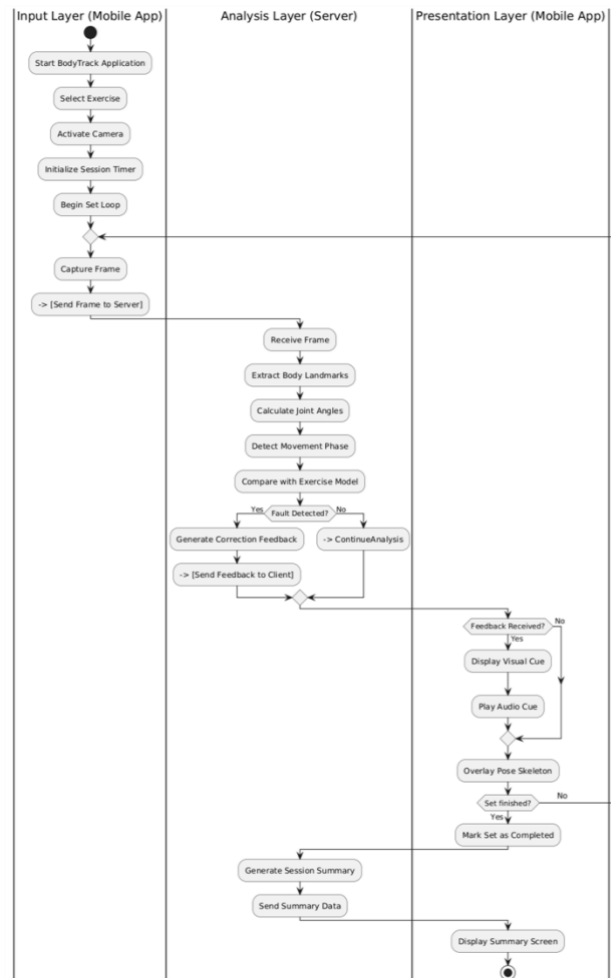 Input Layer (Mobile App)
Analysis Layer (Server)
Presentation Layer (Mobile App)
Start BodyTrack Application
Select Exercise
Activate Camera
Initialize Session Timer
Begin Set Loop
Capture Frame
-> [Send Frame to Server]
Receive Frame
Extract Body Landmarks
Calculate Joint Angles
Detect Movement Phase
Compare with Exercise Model
Yes
Fault Detected?
No
Generate Correction Feedback
-> ContinueAnalysis
-> [Send Feedback to Client]
Feedback Received?
No
Yes
Display Visual Cue
Play Audio Cue
Overlay Pose Skeleton
Set finished?
No
Yes
Mark Set as Completed
Generate Session Summary
Send Summary Data
Display Summary Screen